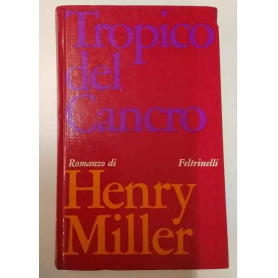 Tropico
del
Cancro
Romanzo di Feltrinelli
Henry
Miller